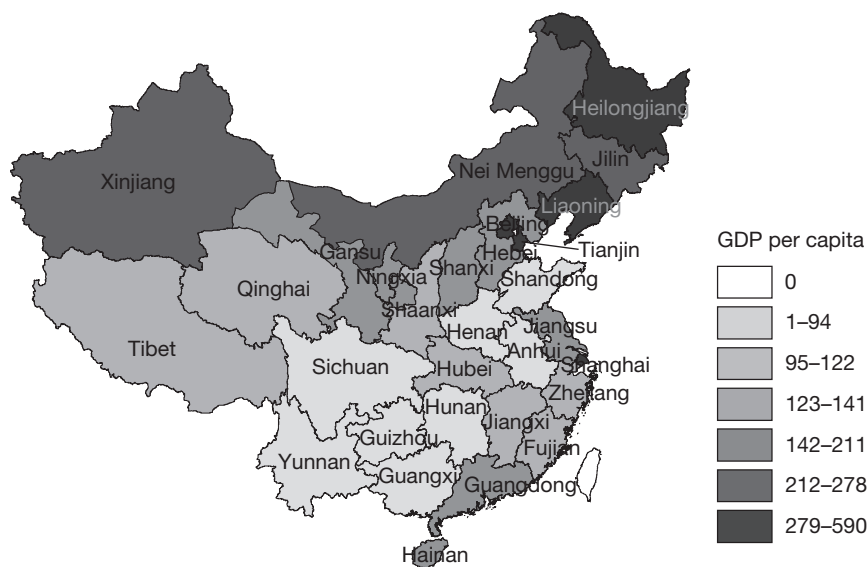 Heilongjiang
Jilin
Nei Menggu
Xinjiang
Liaoning
Beijing
Tianjin
Hebei
Gansu
Ningxia
Shanxi
Shandong
Qinghai
Shaanxi
Henan
Jiangsu
Tibet
Anhui
Shanghai
Sichuan
Hubei
Zhejiang
Hunan
Jiangxi
Guizhou
Fujian
Yunnan
Guangxi
Guangdong
Hainan
GDP per capita
0
1–94
95–122
123–141
142–211
212–278
279–590